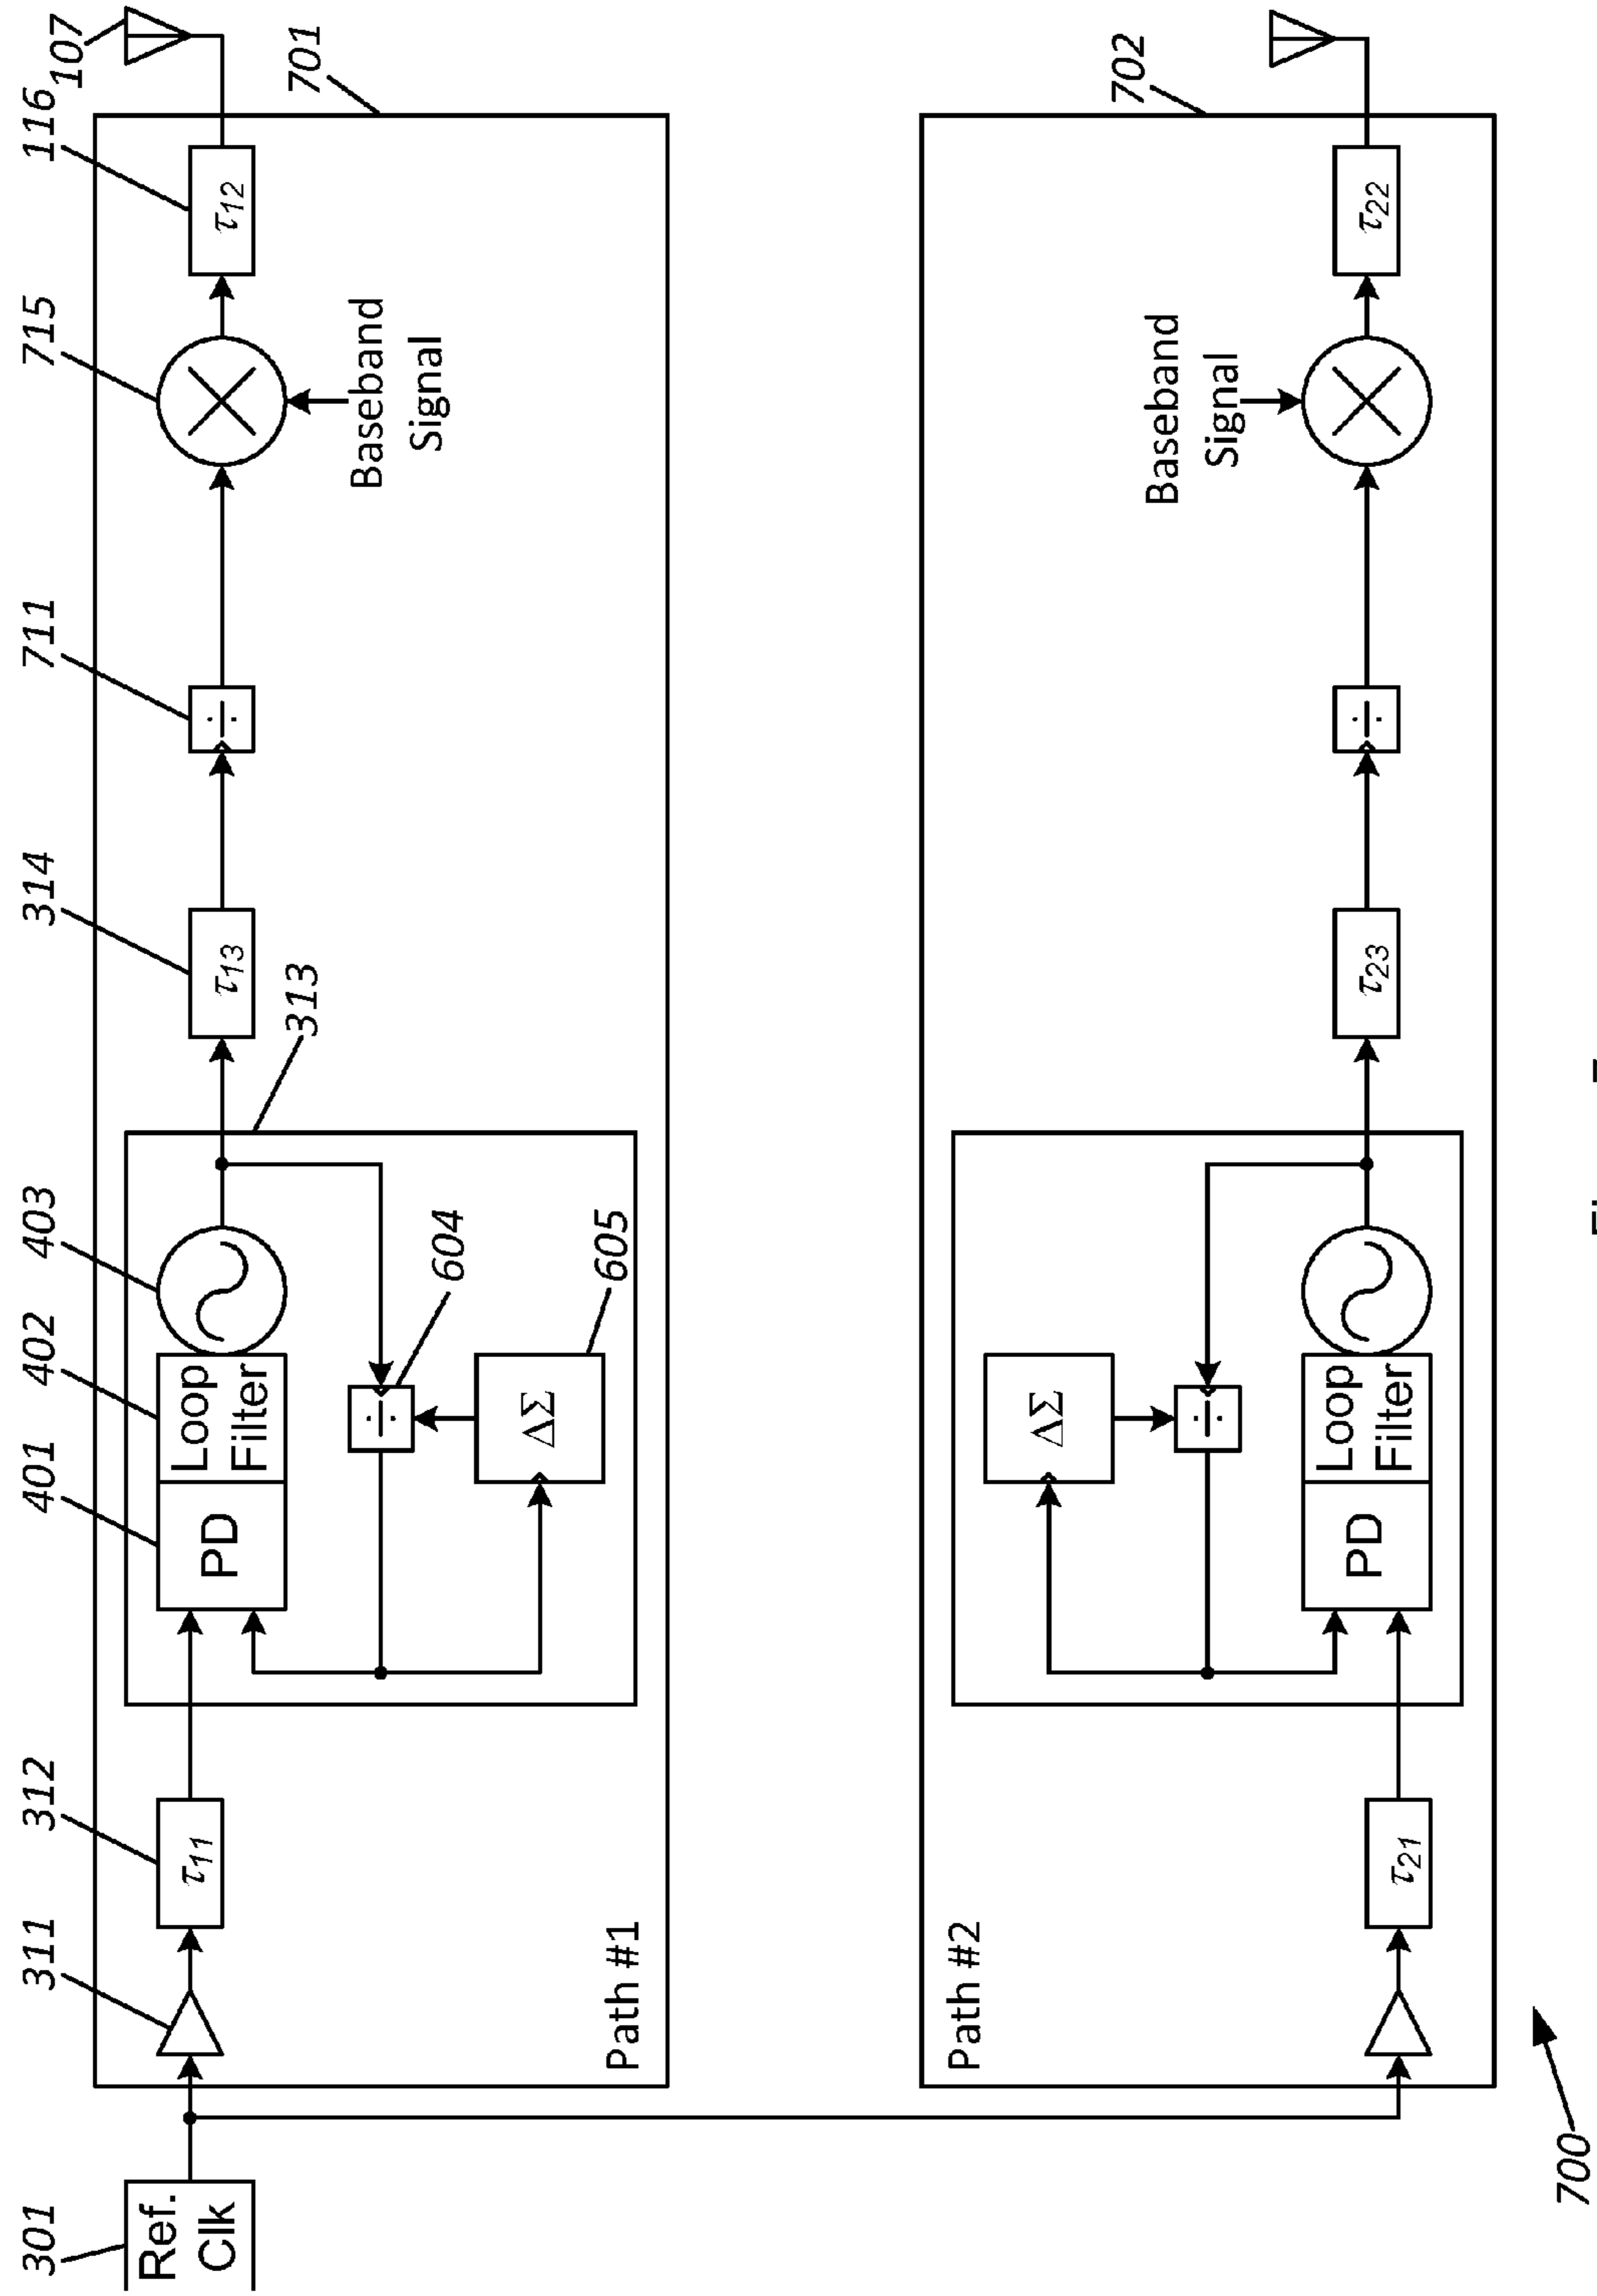 301
311
312
401
402
403
314
711
715
116
107
Ref.
Clk
τ11
PD
Loop
Filter
τ13
÷
τ12
313
701
÷
604
ΔΣ
605
Baseband
Signal
Path #1
Path #2
702
ΔΣ
÷
Baseband
Signal
τ21
PD
Loop
Filter
τ23
÷
τ22
700